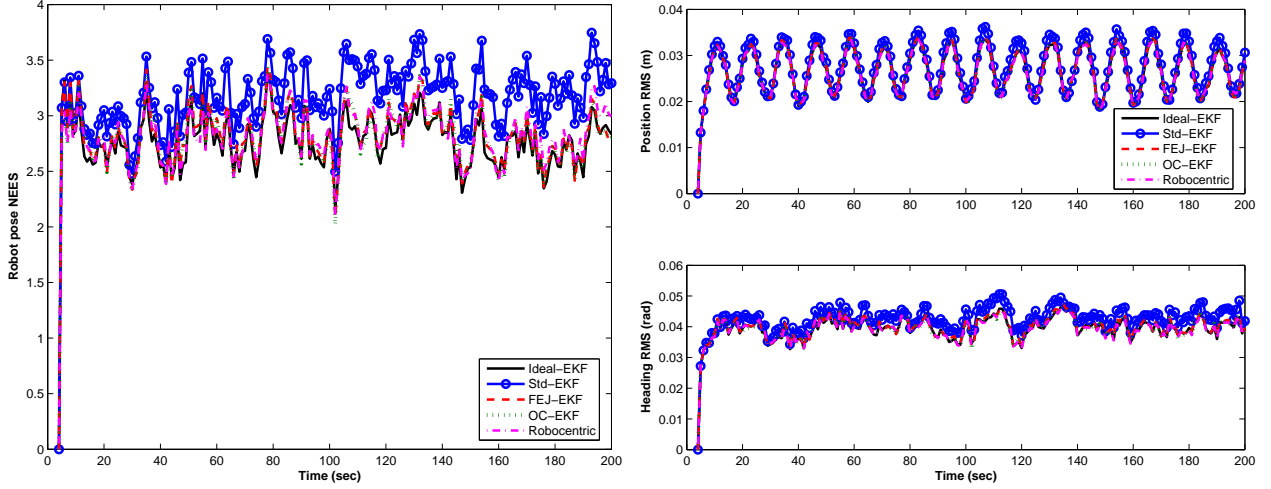 Robot pose NEES
4
3.5
3
2.5
2
1.5
1
0.5
0
0 20 40 60 80 100 120 140 160 180 200
Time (sec)
Ideal−EKF
Std−EKF
FEJ−EKF
OC−EKF
Robocentric
Position RMS (m)
0.04
0.03
0.02
0.01
0
0 20 40 60 80 100 120 140 160 180 200
Ideal−EKF
Std−EKF
FEJ−EKF
OC−EKF
Robocentric
Heading RMS (rad)
0.06
0.05
0.04
0.03
0.02
0.01
0
0 20 40 60 80 100 120 140 160 180 200
Time (sec)